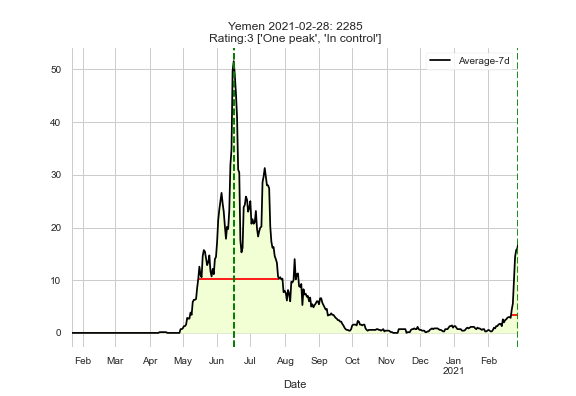 Yemen 2021-02-28: 2285
Rating:3 ['One peak', 'In control']
Average-7d
50
40
30
20
10
0
Feb Mar Apr May Jun Jul Aug Sep Oct Nov Dec Jan Feb
2021
Date